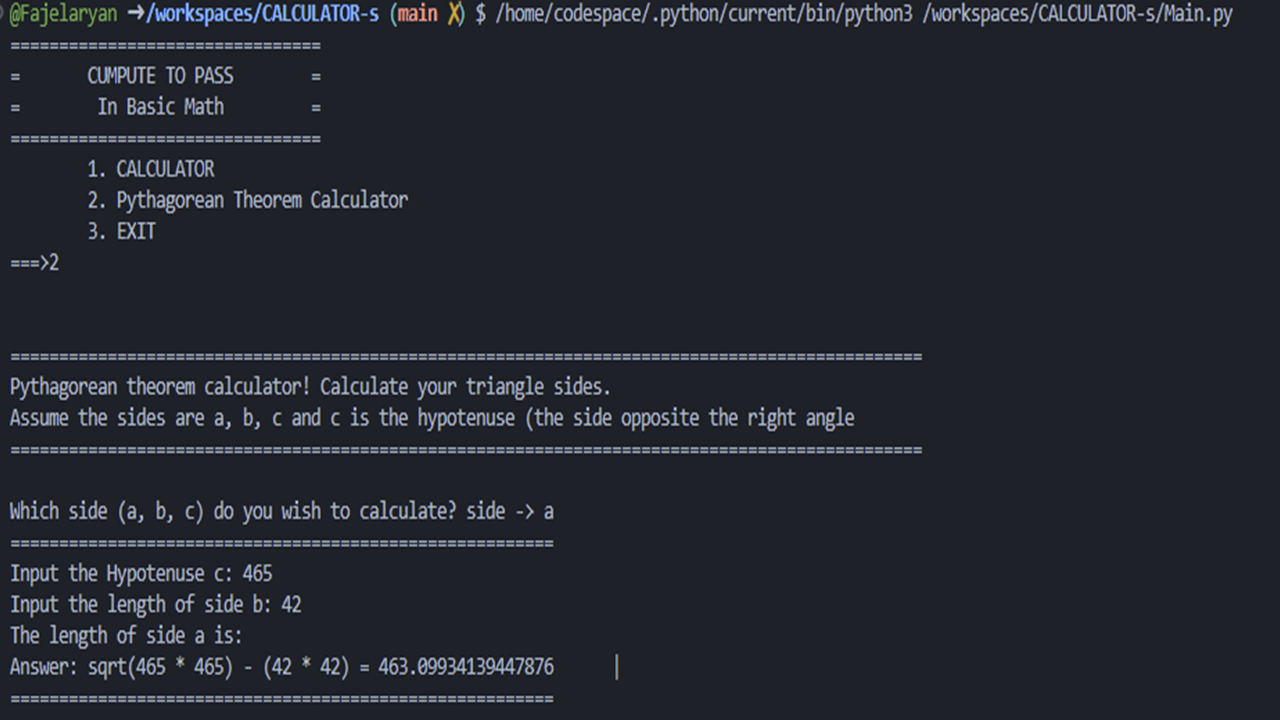 @Fajelaryan ➜/workspaces/CALCULATOR-s (main ✗) $ /home/codespace/.python/current/bin/python3 /workspaces/CALCULATOR-s/Main.py
================================
=       CUMPUTE TO PASS        =
=        In Basic Math         =
================================
        1. CALCULATOR
        2. Pythagorean Theorem Calculator
        3. EXIT
===>2
==============================================================================================
Pythagorean theorem calculator! Calculate your triangle sides.
Assume the sides are a, b, c and c is the hypotenuse (the side opposite the right angle
==============================================================================================
Which side (a, b, c) do you wish to calculate? side -> a
========================================================
Input the Hypotenuse c: 465
Input the length of side b: 42
The length of side a is:
Answer: sqrt(465 * 465) - (42 * 42) = 463.09934139447876      |
========================================================